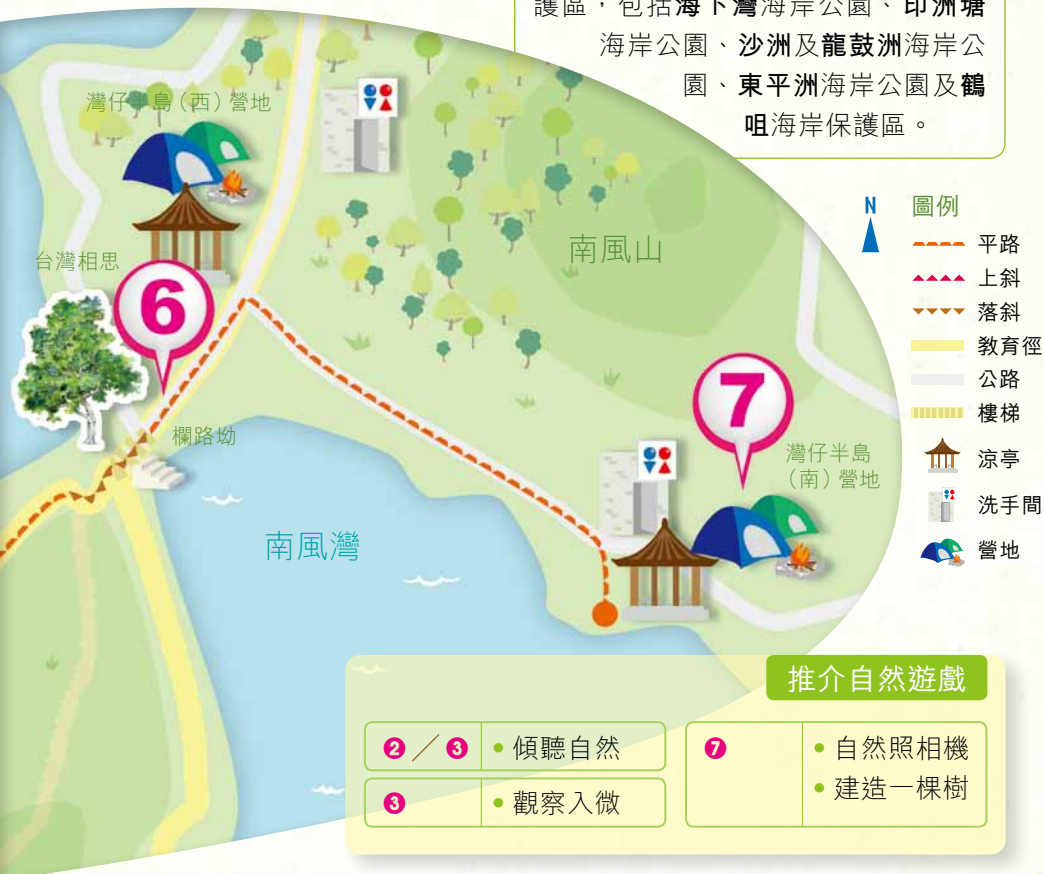 護區，包括海下灣海岸公園、印洲塘
海岸公園、沙洲及龍鼓洲海岸公
園、東平洲海岸公園及鶴
咀海岸保護區。
灣仔半島（西）營地
台灣相思
6
欄路坳
南風山
南風灣
7
灣仔半島
（南）營地
N
圖例
平路
上斜
落斜
教育徑
公路
樓梯
涼亭
洗手間
營地
推介自然遊戲
2／3 • 傾聽自然
3 • 觀察入微
7 • 自然照相機
• 建造一棵樹